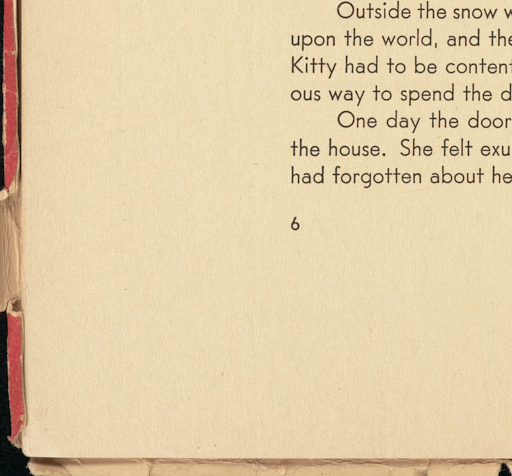 Outside the snow
upon the world, and the
Kitty had to be content
ous way to spend the d
One day the door
the house. She felt exu
had forgotten about he
6